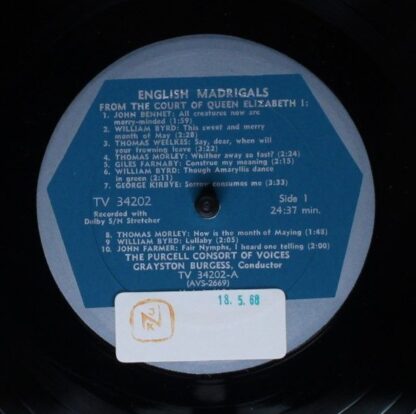 ENGLISH MADRIGALS
FROM THE COURT OF QUEEN ELIZABETH I:
1. JOHN BENNET: All creatures now are
merry-minded (1:59)
2. WILLIAM BYRD: This sweet and merry
month of May (2:28)
3. THOMAS WEELKES: Say, dear, when will
your frowning leave (3:22)
4. THOMAS MORLEY: Whither away so fast? (2:24)
5. GILES FARNABY: Construe my meaning (2:15)
6. WILLIAM BYRD: Though Amaryllis dance
in green (2:11)
7. GEORGE KIRBYE: Sorrow consumes me (3:33)
TV 34202
Side 1
Recorded with
Dolby S/N Stretcher
24:37 min.
8. THOMAS MORLEY: Now is the month of Maying (1:48)
9 WILLIAM BYRD: Lullaby (2:05)
10. JOHN FARMER: Fair Nymphs, I heard one telling (2:00)
THE PURCELL CONSORT OF VOICES
GRAYSTON BURGESS, Conductor
TV 34202-A
(AVS-2669)
18. 5. 68